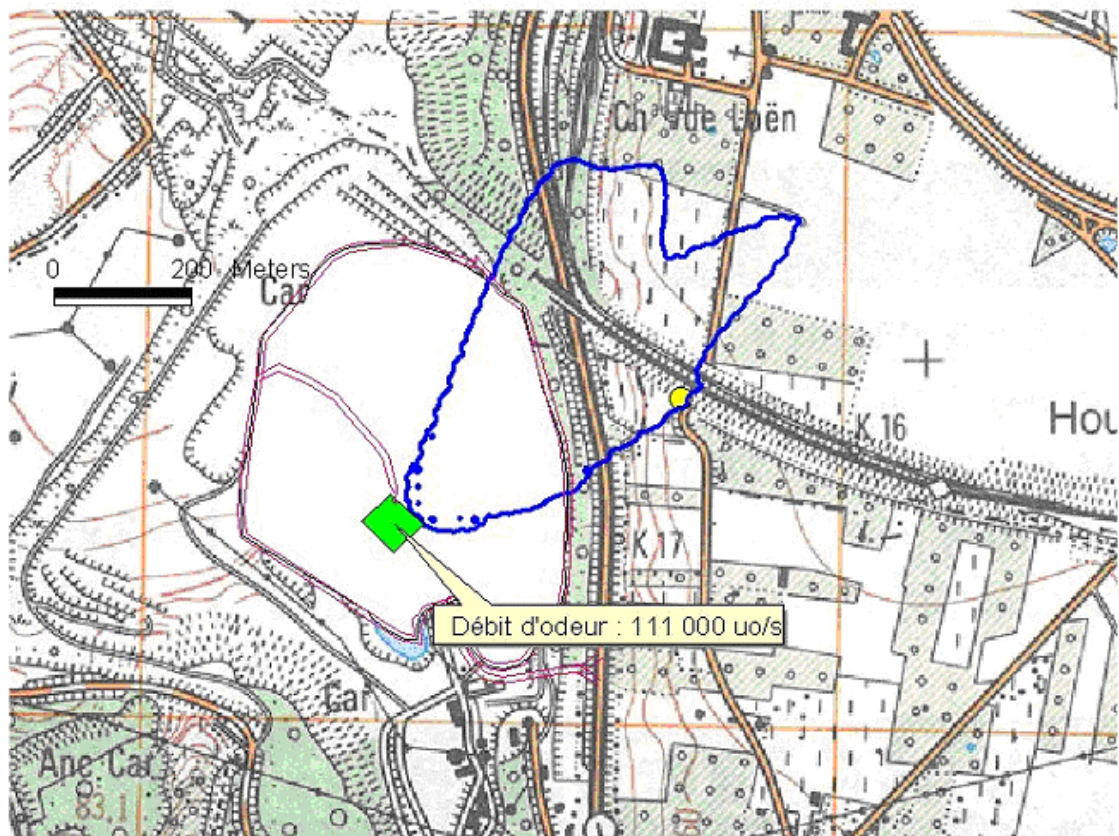 Ch au de Loën
0 200 Meters
Car
K 16
Hou
K 17
Débit d'odeur : 111 000 uo/s
Car
Anc Car
83.1